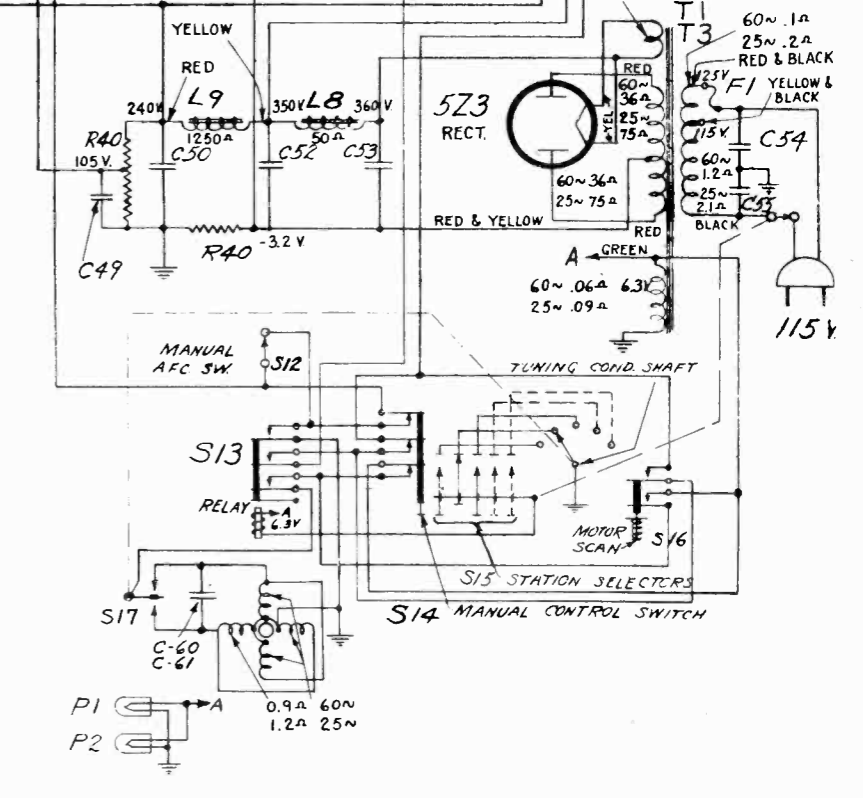 T1
T3
60~ .1Ω
25~ .2Ω
RED & BLACK
125V
F1
YELLOW & BLACK
YELLOW
RED
L9
L8
240V
350V
360V
1250Ω
50Ω
5Z3
RECT.
YEL
RED
60~
36Ω
25~
75Ω
115V.
C54
R40
105V.
C50
C52
C53
60~ 36Ω
25~ 75Ω
60~
1.2Ω
25~
2.1Ω
C55
BLACK
RED & YELLOW
RED
C49
R40
-3.2 V.
A
GREEN
60~ .06Ω 6.3V
25~ .09Ω
115 V.
MANUAL
AFC SW.
S12
TUNING COND. SHAFT
S13
RELAY
A
6.3V
MOTOR
SCAN
S16
S15 STATION SELECTORS
S14 MANUAL CONTROL SWITCH
S17
C-60
C-61
0.9Ω 60~
1.2Ω 25~
P1
A
P2